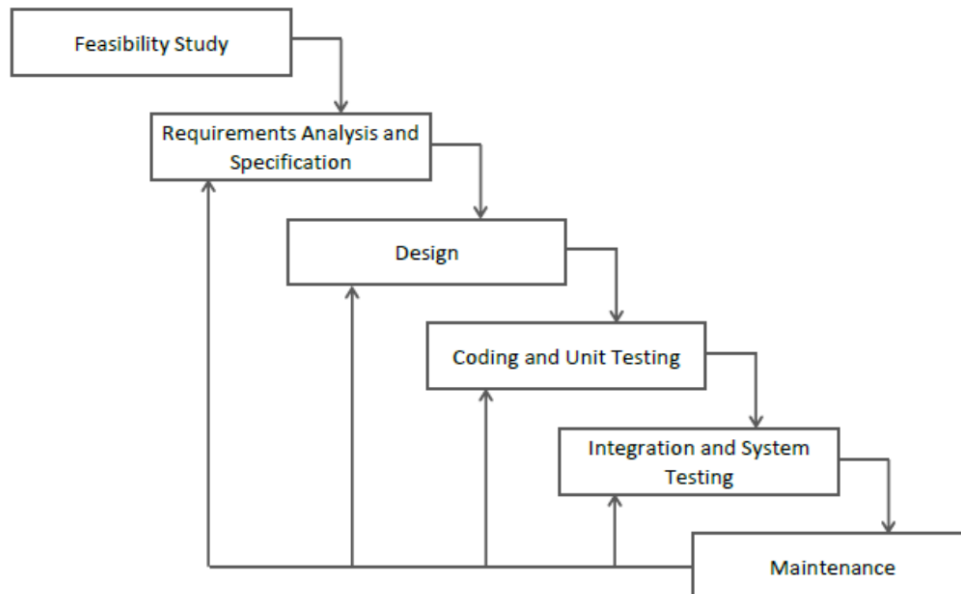 Feasibility Study
Requirements Analysis and
Specification
Design
Coding and Unit Testing
Integration and System
Testing
Maintenance